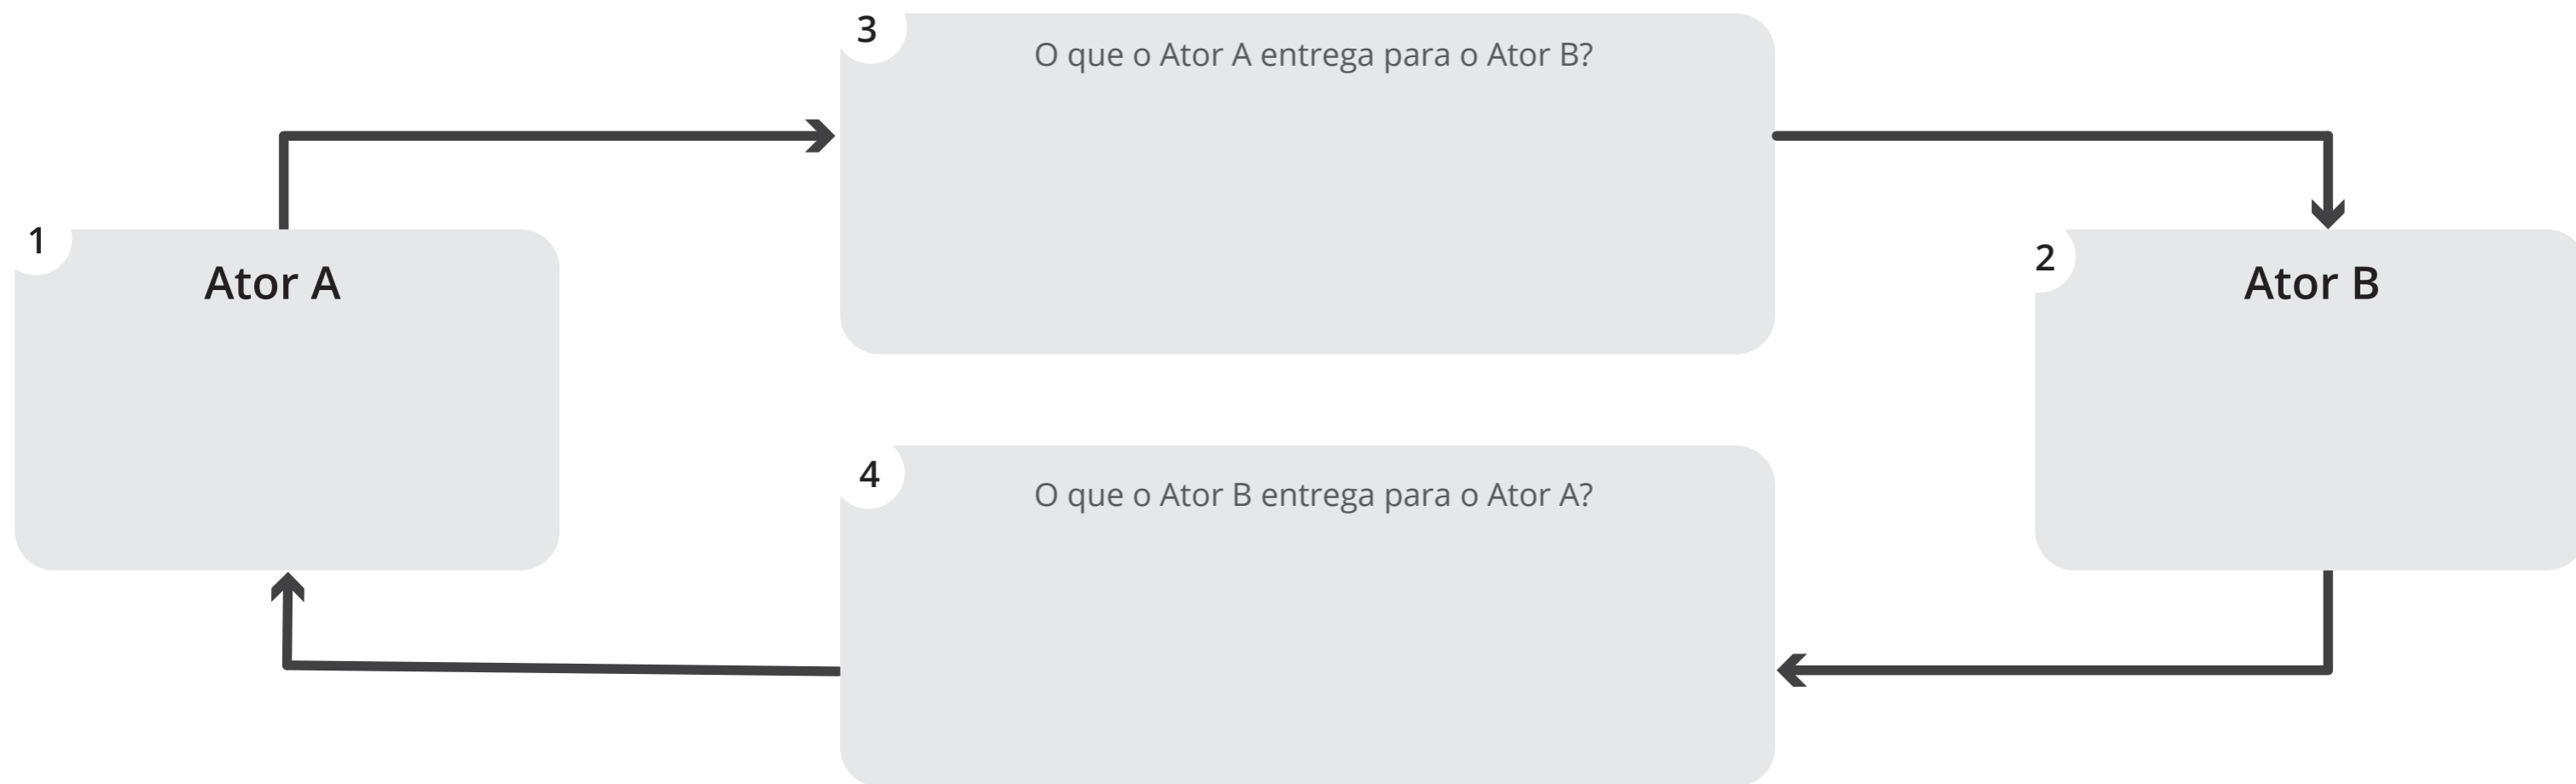 3
O que o Ator A entrega para o Ator B?
1
Ator A
2
Ator B
4
O que o Ator B entrega para o Ator A?